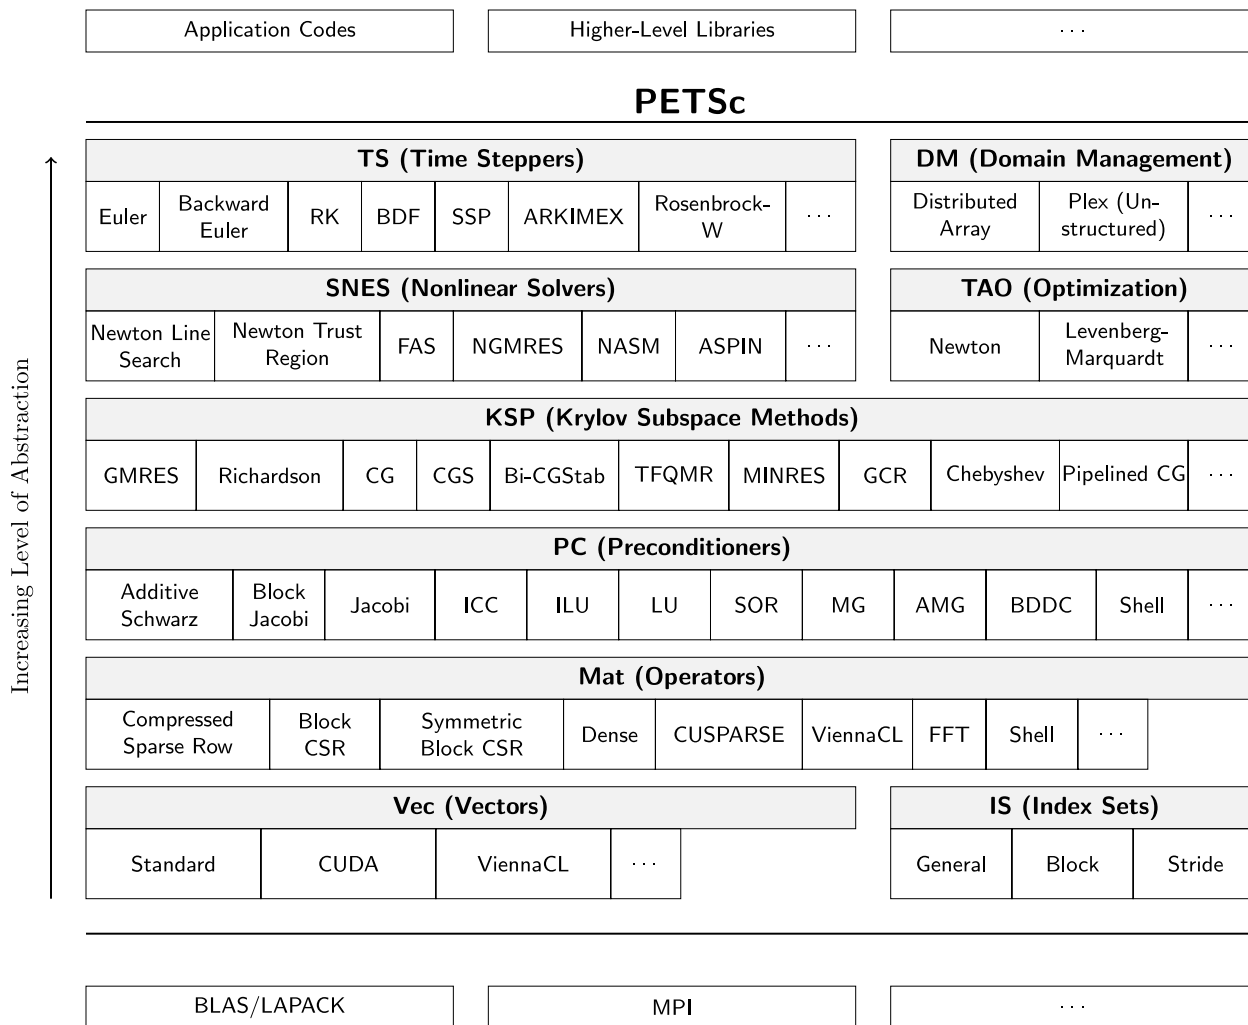 Application Codes
Higher-Level Libraries
...
PETSc
TS (Time Steppers)
DM (Domain Management)
Euler
Backward
Euler
RK
BDF
SSP
ARKIMEX
Rosenbrock-
W
...
Distributed
Array
Plex (Un-
structured)
...
SNES (Nonlinear Solvers)
TAO (Optimization)
Newton Line
Search
Newton Trust
Region
FAS
NGMRES
NASM
ASPIN
...
Newton
Levenberg-
Marquardt
...
KSP (Krylov Subspace Methods)
GMRES
Richardson
CG
CGS
Bi-CGStab
TFQMR
MINRES
GCR
Chebyshev
Pipelined CG
...
PC (Preconditioners)
Additive
Schwarz
Block
Jacobi
Jacobi
ICC
ILU
LU
SOR
MG
AMG
BDDC
Shell
...
Mat (Operators)
Compressed
Sparse Row
Block
CSR
Symmetric
Block CSR
Dense
CUSPARSE
ViennaCL
FFT
Shell
...
Vec (Vectors)
IS (Index Sets)
Standard
CUDA
ViennaCL
...
General
Block
Stride
Increasing Level of Abstraction
BLAS/LAPACK
MPI
...